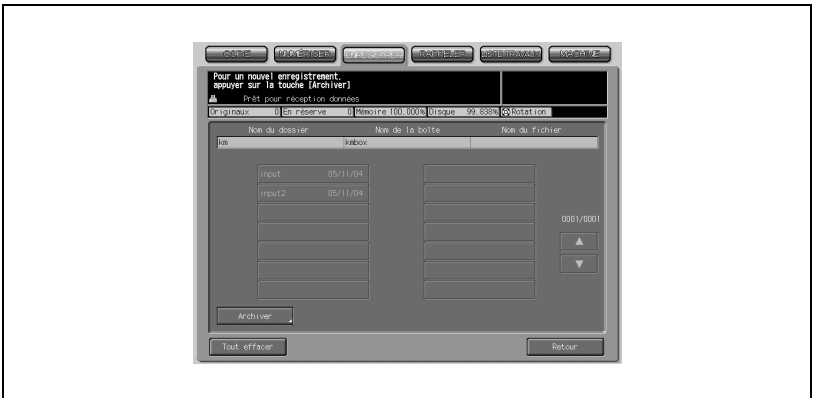 COPIE NUMÉRISER ENREGISTRER RAPPELER LISTE TRAVAUX MACHINE
Pour un nouvel enregistrement,
appuyer sur la touche [Archiver]
Prêt pour réception données
Originaux 0 En réserve 0 Mémoire 100.000% Disque 99.838% Rotation
Nom du dossier Nom de la boîte Nom du fichier
km kmbox
input 05/11/04
input2 05/11/04
0001/0001
Archiver
Tout effacer Retour